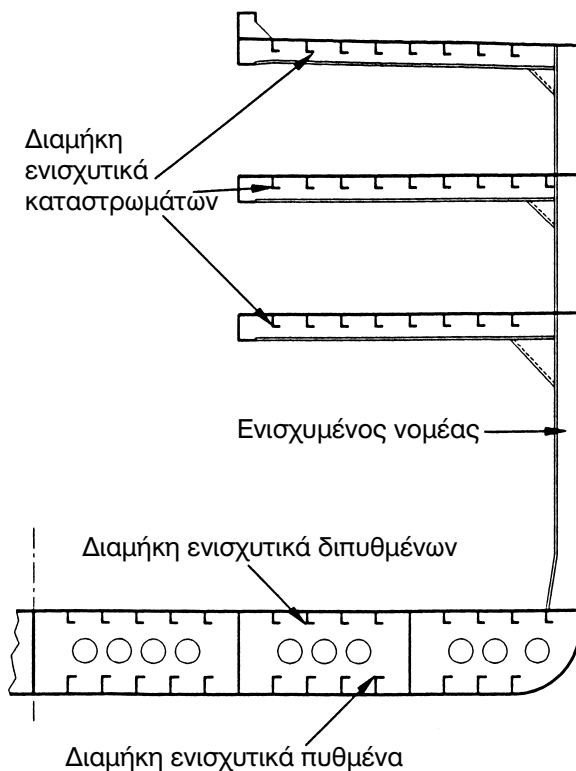 Διαμήκη
ενισχυτικά
καταστρωμάτων
Ενισχυμένος νομέας
Διαμήκη ενισχυτικά διπυθμένων
Διαμήκη ενισχυτικά πυθμένα